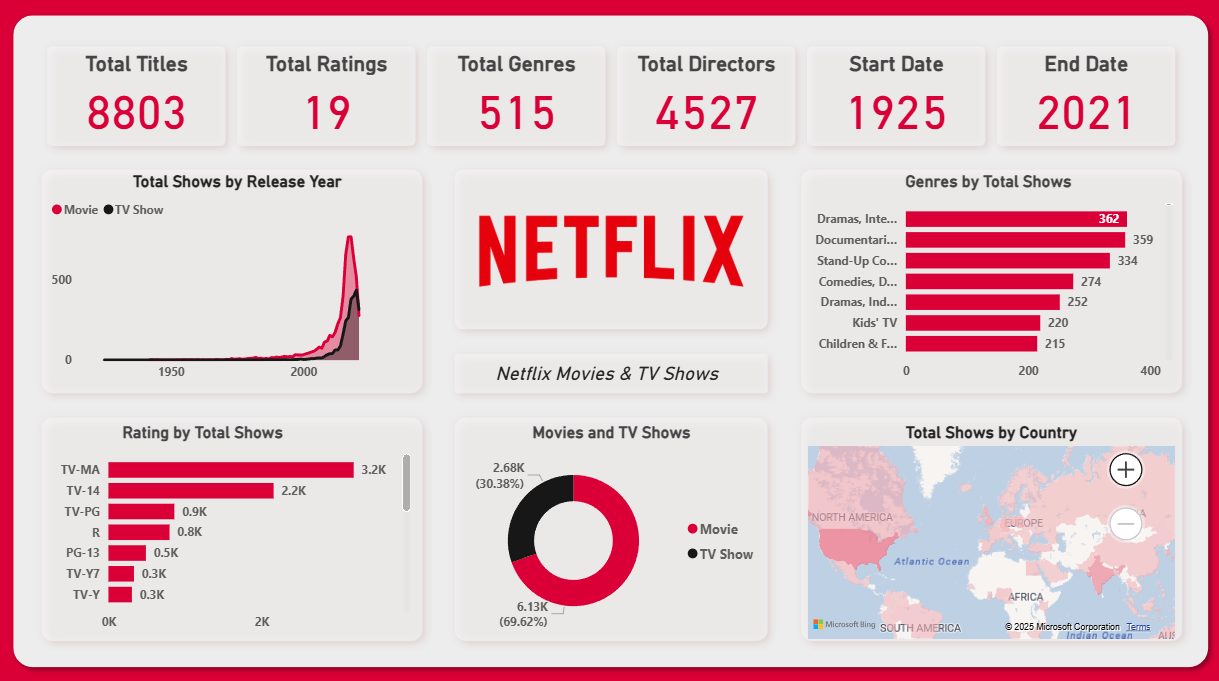 Total Titles
8803
Total Ratings
19
Total Genres
515
Total Directors
4527
Start Date
1925
End Date
2021
Total Shows by Release Year
Movie TV Show
500
0
1950 2000
NETFLIX
Netflix Movies & TV Shows
Genres by Total Shows
Dramas, Inte... 362
Documentari... 359
Stand-Up Co... 334
Comedies, D... 274
Dramas, Ind... 252
Kids' TV 220
Children & F... 215
0 200 400
Rating by Total Shows
TV-MA 3.2K
TV-14 2.2K
TV-PG 0.9K
R 0.8K
PG-13 0.5K
TV-Y7 0.3K
TV-Y 0.3K
0K 2K
Movies and TV Shows
2.68K
(30.38%)
Movie
TV Show
6.13K
(69.62%)
Total Shows by Country
NORTH AMERICA
EUROPE
A
Atlantic Ocean
AFRICA
Microsoft Bing
SOUTH AMERICA
© 2025 Microsoft Corporation Terms
Indian Ocean
AUS